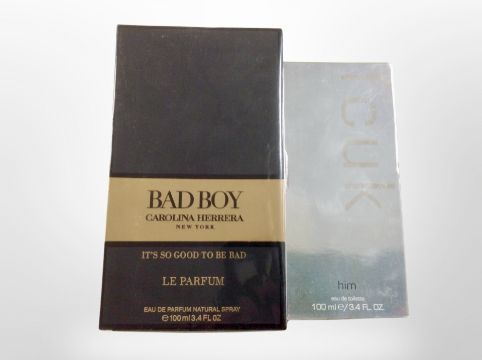 BAD BOY
CAROLINA HERRERA
NEW YORK
IT'S SO GOOD TO BE BAD
LE PARFUM
EAU DE PARFUM NATURAL SPRAY
℮ 100 ml 3.4 FL OZ
fcuk
him
eau de toilette
100 ml ℮ / 3.4 FL. OZ